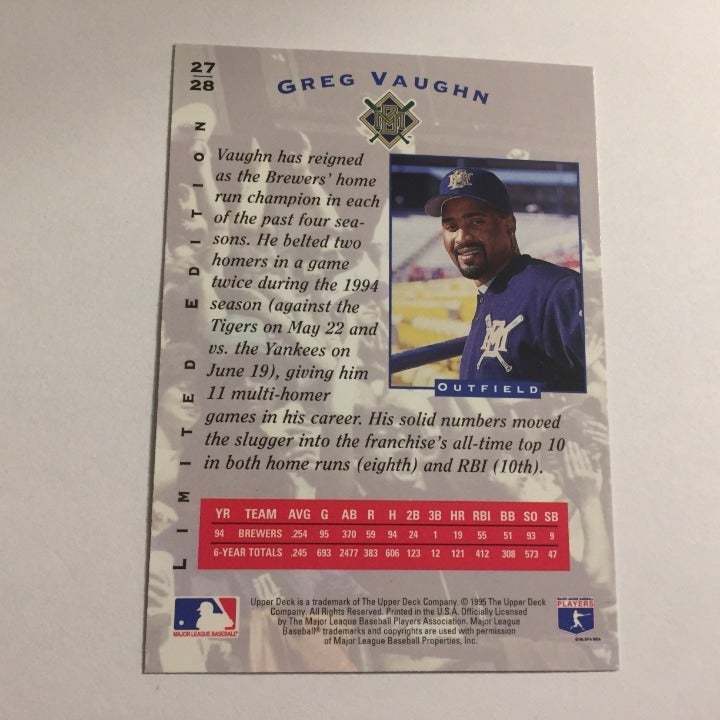 27
28
GREG VAUGHN
LIMITED EDITION
Vaughn has reigned
as the Brewers' home
run champion in each
of the past four sea-
sons. He belted two
homers in a game
twice during the 1994
season (against the
Tigers on May 22 and
vs. the Yankees on
June 19), giving him
11 multi-homer
games in his career. His solid numbers moved
the slugger into the franchise's all-time top 10
in both home runs (eighth) and RBI (10th).
OUTFIELD
YR TEAM AVG G AB R H 2B 3B HR RBI BB SO SB
94 BREWERS .254 95 370 59 94 24 1 19 55 51 93 9
6-YEAR TOTALS .245 693 2477 383 606 123 12 121 412 308 573 47
MAJOR LEAGUE BASEBALL
Upper Deck is a trademark of The Upper Deck Company. © 1995 The Upper Deck
Company. All Rights Reserved. Printed in the U.S.A. Officially Licensed
by The Major League Baseball Players Association. Major League
Baseball® trademarks and copyrights are used with permission
of Major League Baseball Properties, Inc.
PLAYERS